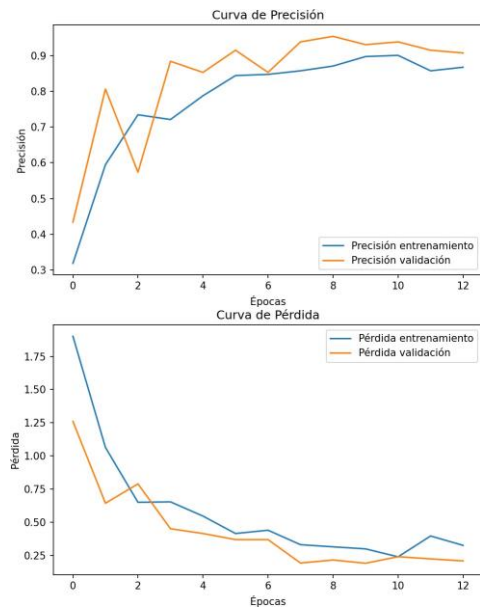 Curva de Precisión
0.9
0.8
0.7
0.6
0.5
0.4
0.3
Precisión
Precisión entrenamiento
Precisión validación
0 2 4 6 8 10 12
Épocas
Curva de Pérdida
1.75
1.50
1.25
1.00
0.75
0.50
0.25
Pérdida
Pérdida entrenamiento
Pérdida validación
0 2 4 6 8 10 12
Épocas